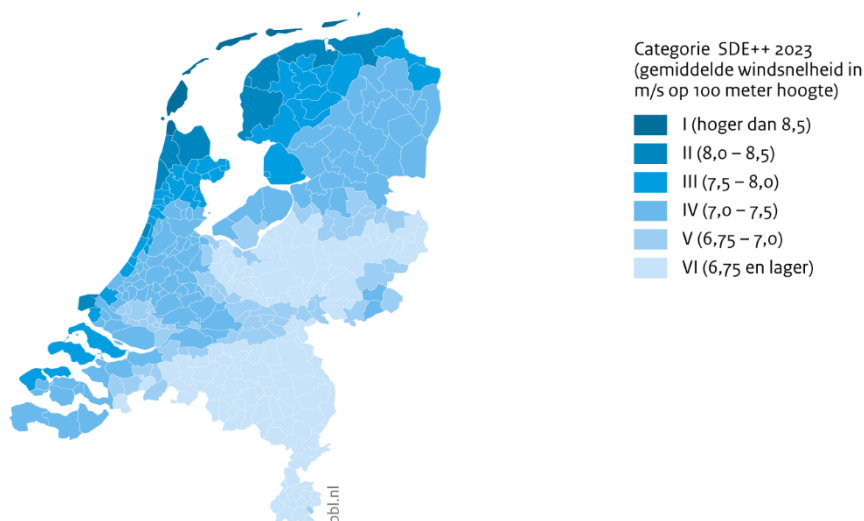 Categorie SDE++ 2023
(gemiddelde windsnelheid in
m/s op 100 meter hoogte)
I (hoger dan 8,5)
II (8,0 – 8,5)
III (7,5 – 8,0)
IV (7,0 – 7,5)
V (6,75 – 7,0)
VI (6,75 en lager)
pbl.nl